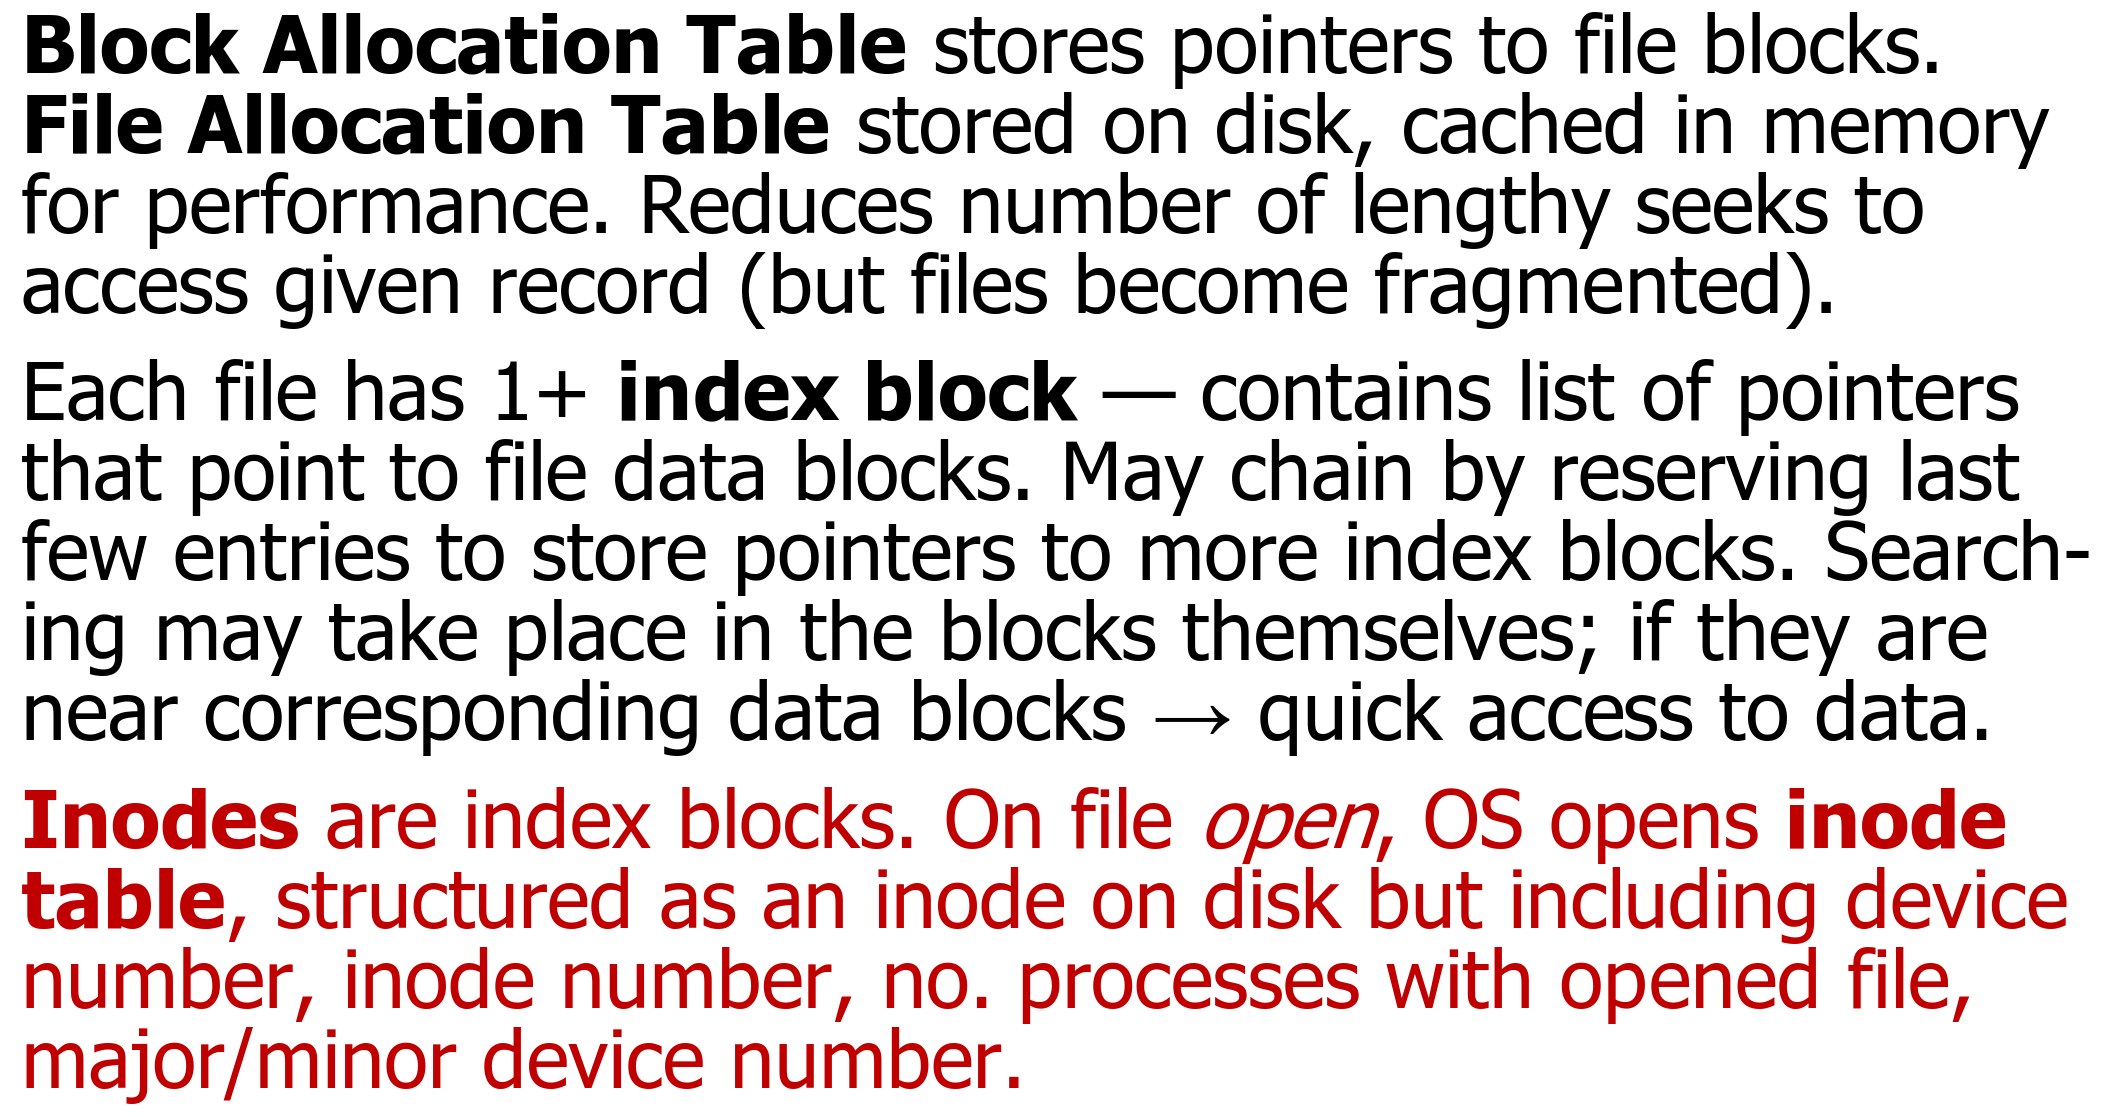 Block Allocation Table stores pointers to file blocks.
File Allocation Table stored on disk, cached in memory
for performance. Reduces number of lengthy seeks to
access given record (but files become fragmented).
Each file has 1+ index block — contains list of pointers
that point to file data blocks. May chain by reserving last
few entries to store pointers to more index blocks. Search-
ing may take place in the blocks themselves; if they are
near corresponding data blocks → quick access to data.
Inodes are index blocks. On file open, OS opens inode
table, structured as an inode on disk but including device
number, inode number, no. processes with opened file,
major/minor device number.